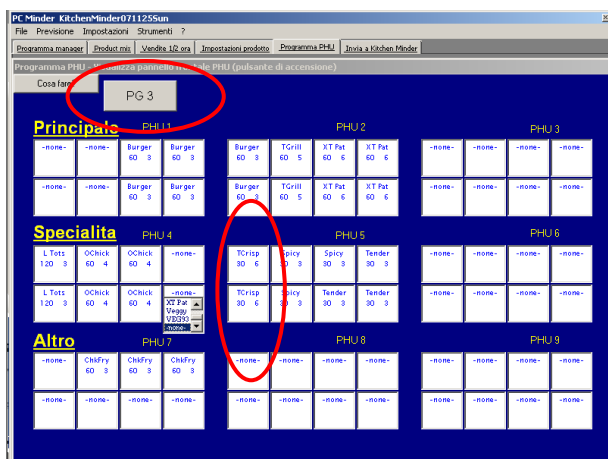 PC Minder KitchenMinder071125Sun
File Previsione Impostazioni Strumenti ?
Programma manager Product mix Vendite 1/2 ora Impostazioni prodotto Programma PHU Invia a Kitchen Minder
Programma PHU - Visualizza pannello frontale PHU (pulsante di accensione)
Cosa fare
PG 3
Principale PHU 1 PHU 2 PHU 3
-none- -none- Burger Burger Burger TGrill XT Pat XT Pat -none- -none- -none- -none-
60 3 60 3 60 3 60 5 60 6 60 6
-none- -none- Burger Burger Burger TGrill XT Pat XT Pat -none- -none- -none- -none-
60 3 60 3 60 3 60 5 60 6 60 6
Specialita PHU 4 PHU 5 PHU 6
L Tots OChick OChick -none- TCrisp Spicy Spicy Tender -none- -none- -none- -none-
120 3 60 4 60 4 30 6 30 3 30 3 30 3
L Tots OChick OChick -none- TCrisp Spicy Tender Tender -none- -none- -none- -none-
120 3 60 4 60 4 30 6 30 3 30 3 30 3
XT Pat
Veggy
VEG93
-none-
Altro PHU 7 PHU 8 PHU 9
-none- ChkFry ChkFry ChkFry -none- -none- -none- -none- -none- -none- -none- -none-
60 3 60 3 60 3
-none- -none- -none- -none- -none- -none- -none- -none- -none- -none- -none- -none-